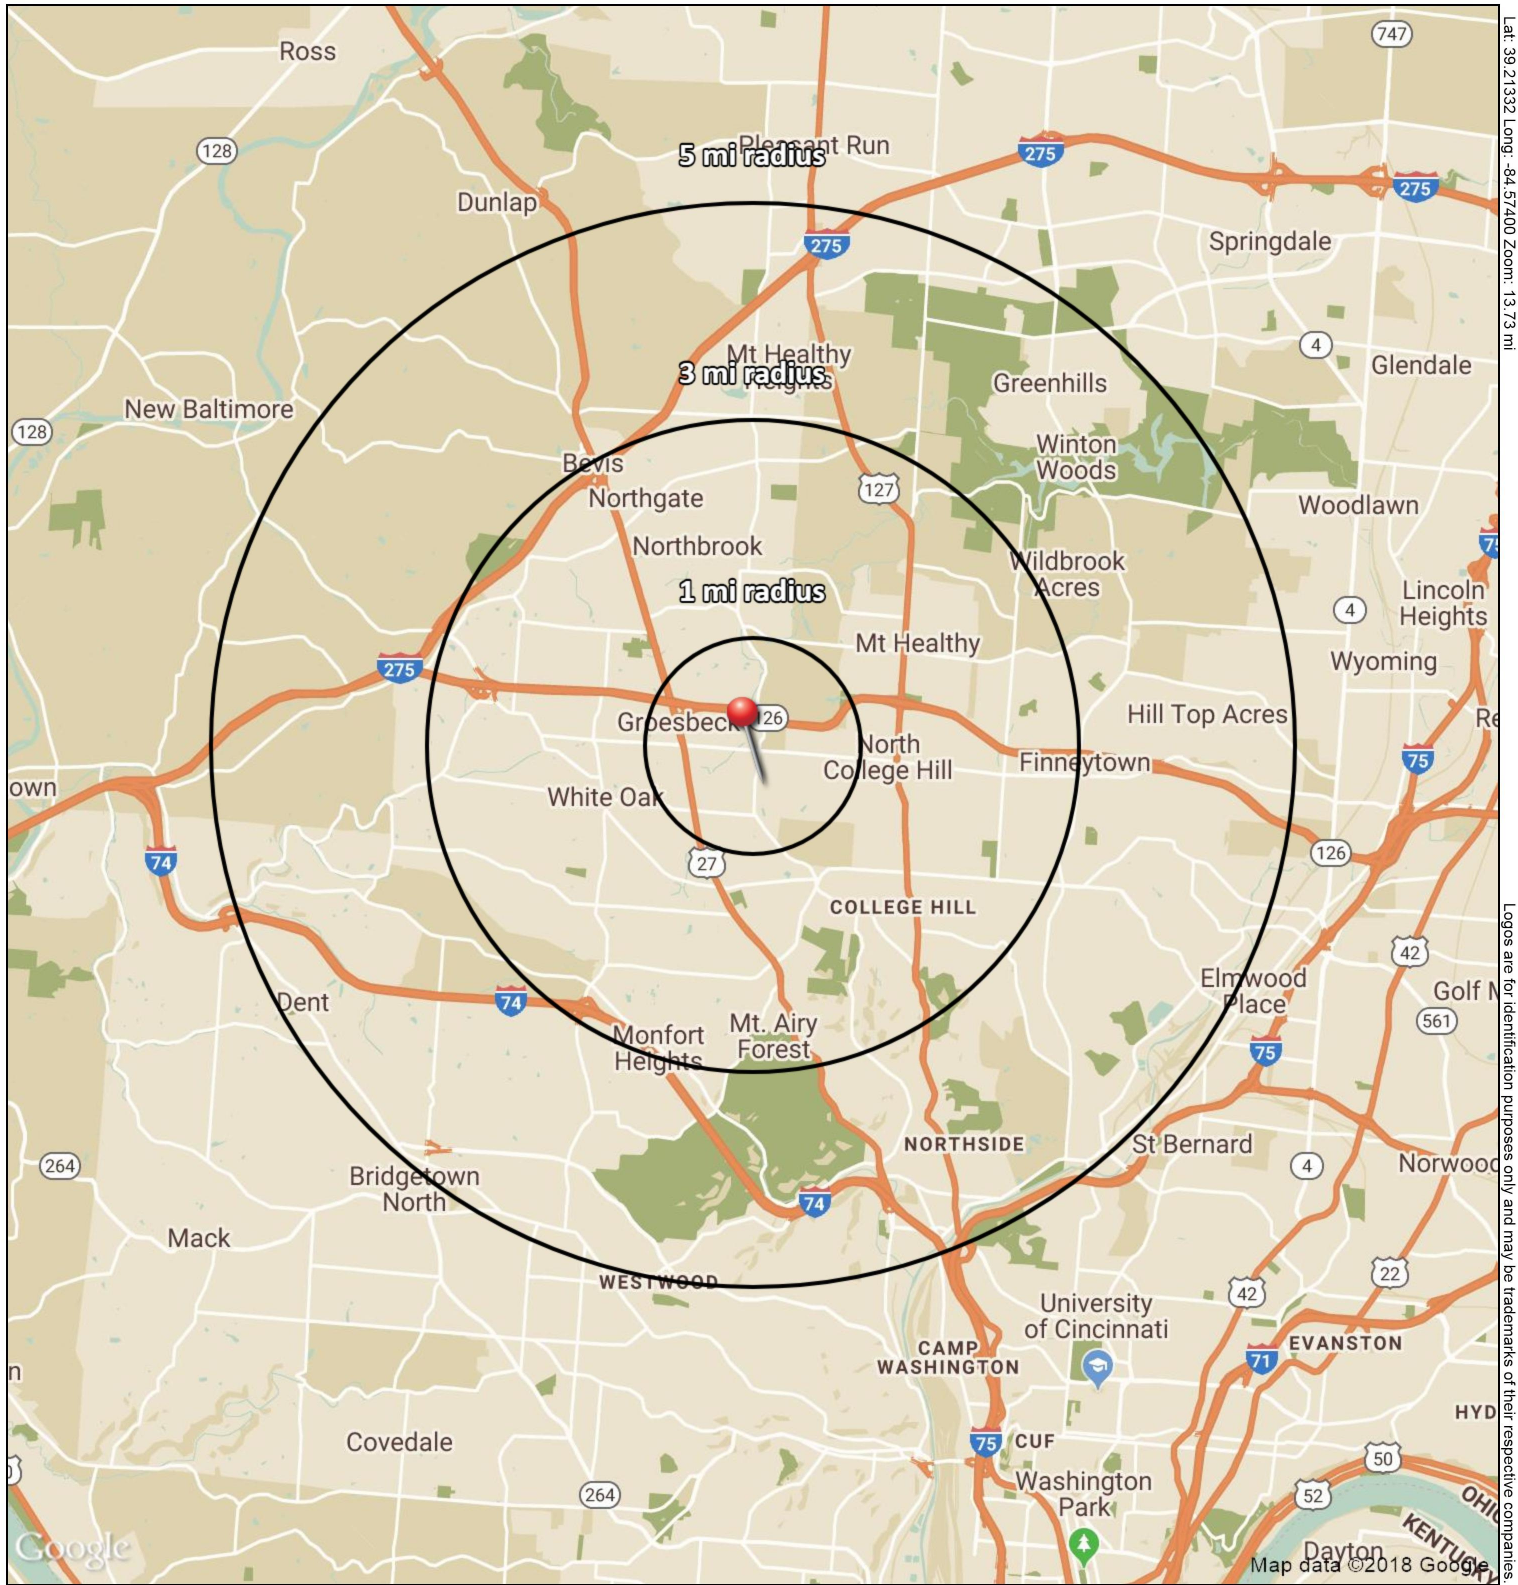 Ross
747
128
Pleasant Run
5 mi radius
275
275
Dunlap
275
Springdale
4
Mt Healthy
Heights
3 mi radius
Glendale
Greenhills
New Baltimore
128
Winton
Woods
Bevis
127
Northgate
Woodlawn
Northbrook
75
Wildbrook
Acres
1 mi radius
Lincoln
Heights
4
Mt Healthy
Wyoming
275
Groesbeck
126
Hill Top Acres
Re
North
College Hill
Finneytown
75
own
White Oak
74
27
126
COLLEGE HILL
42
Elmwood
Place
Golf M
Dent
74
561
Mt. Airy
Forest
Monfort
Heights
75
NORTHSIDE
St Bernard
264
4
Norwood
Bridgetown
North
74
Mack
WESTWOOD
22
42
University
of Cincinnati
EVANSTON
CAMP
WASHINGTON
71
n
HYD
Covedale
75
CUF
50
Washington
Park
264
52
OHIO
KENTUCKY
Dayton
Google
Map data ©2018 Google
Lat: 39.21332 Long: -84.57400 Zoom: 13.73 mi
Logos are for identification purposes only and may be trademarks of their respective companies.